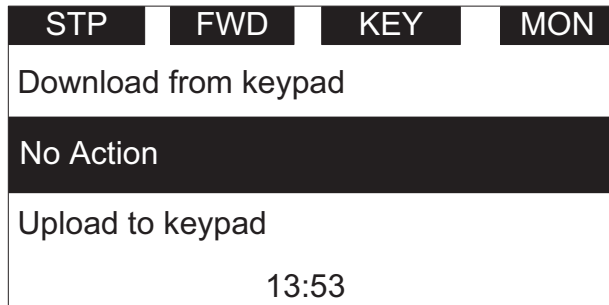 STP FWD KEY MON
Download from keypad
No Action
Upload to keypad
13:53